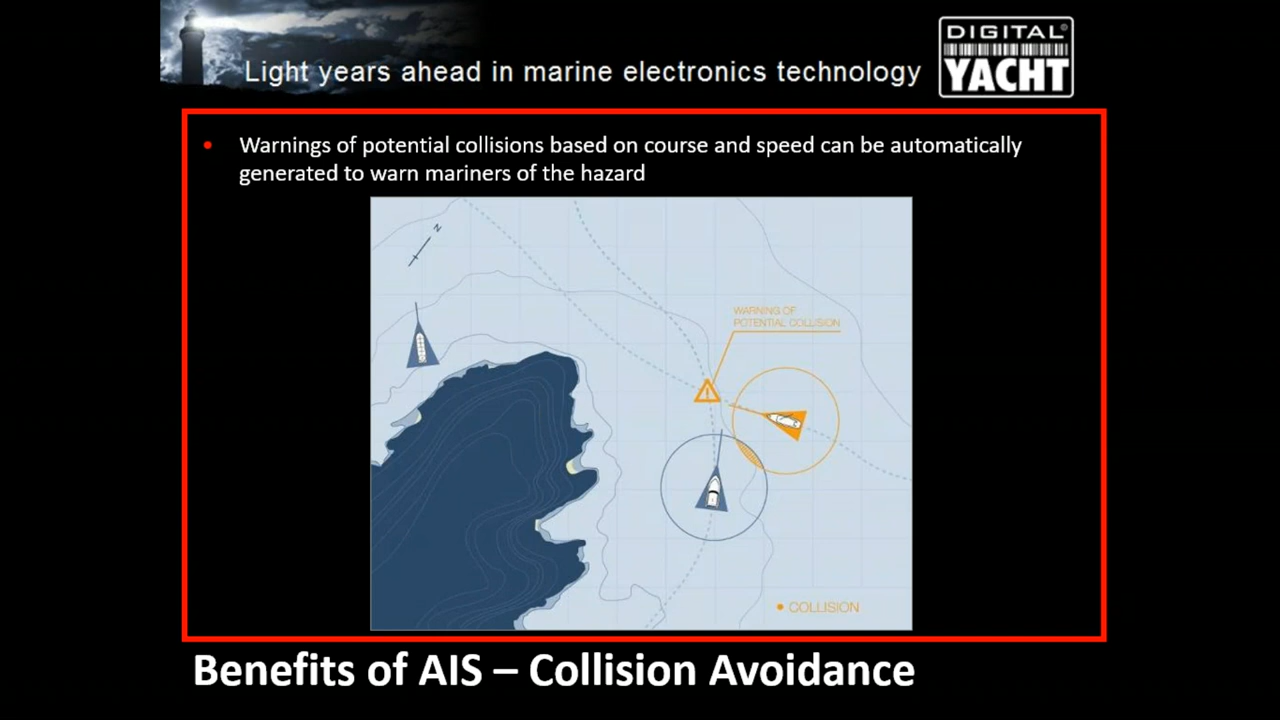 DIGITAL®
YACHT
Light years ahead in marine electronics technology
• Warnings of potential collisions based on course and speed can be automatically
generated to warn mariners of the hazard
N
WARNING OF
POTENTIAL COLLISION
• COLLISION
Benefits of AIS – Collision Avoidance